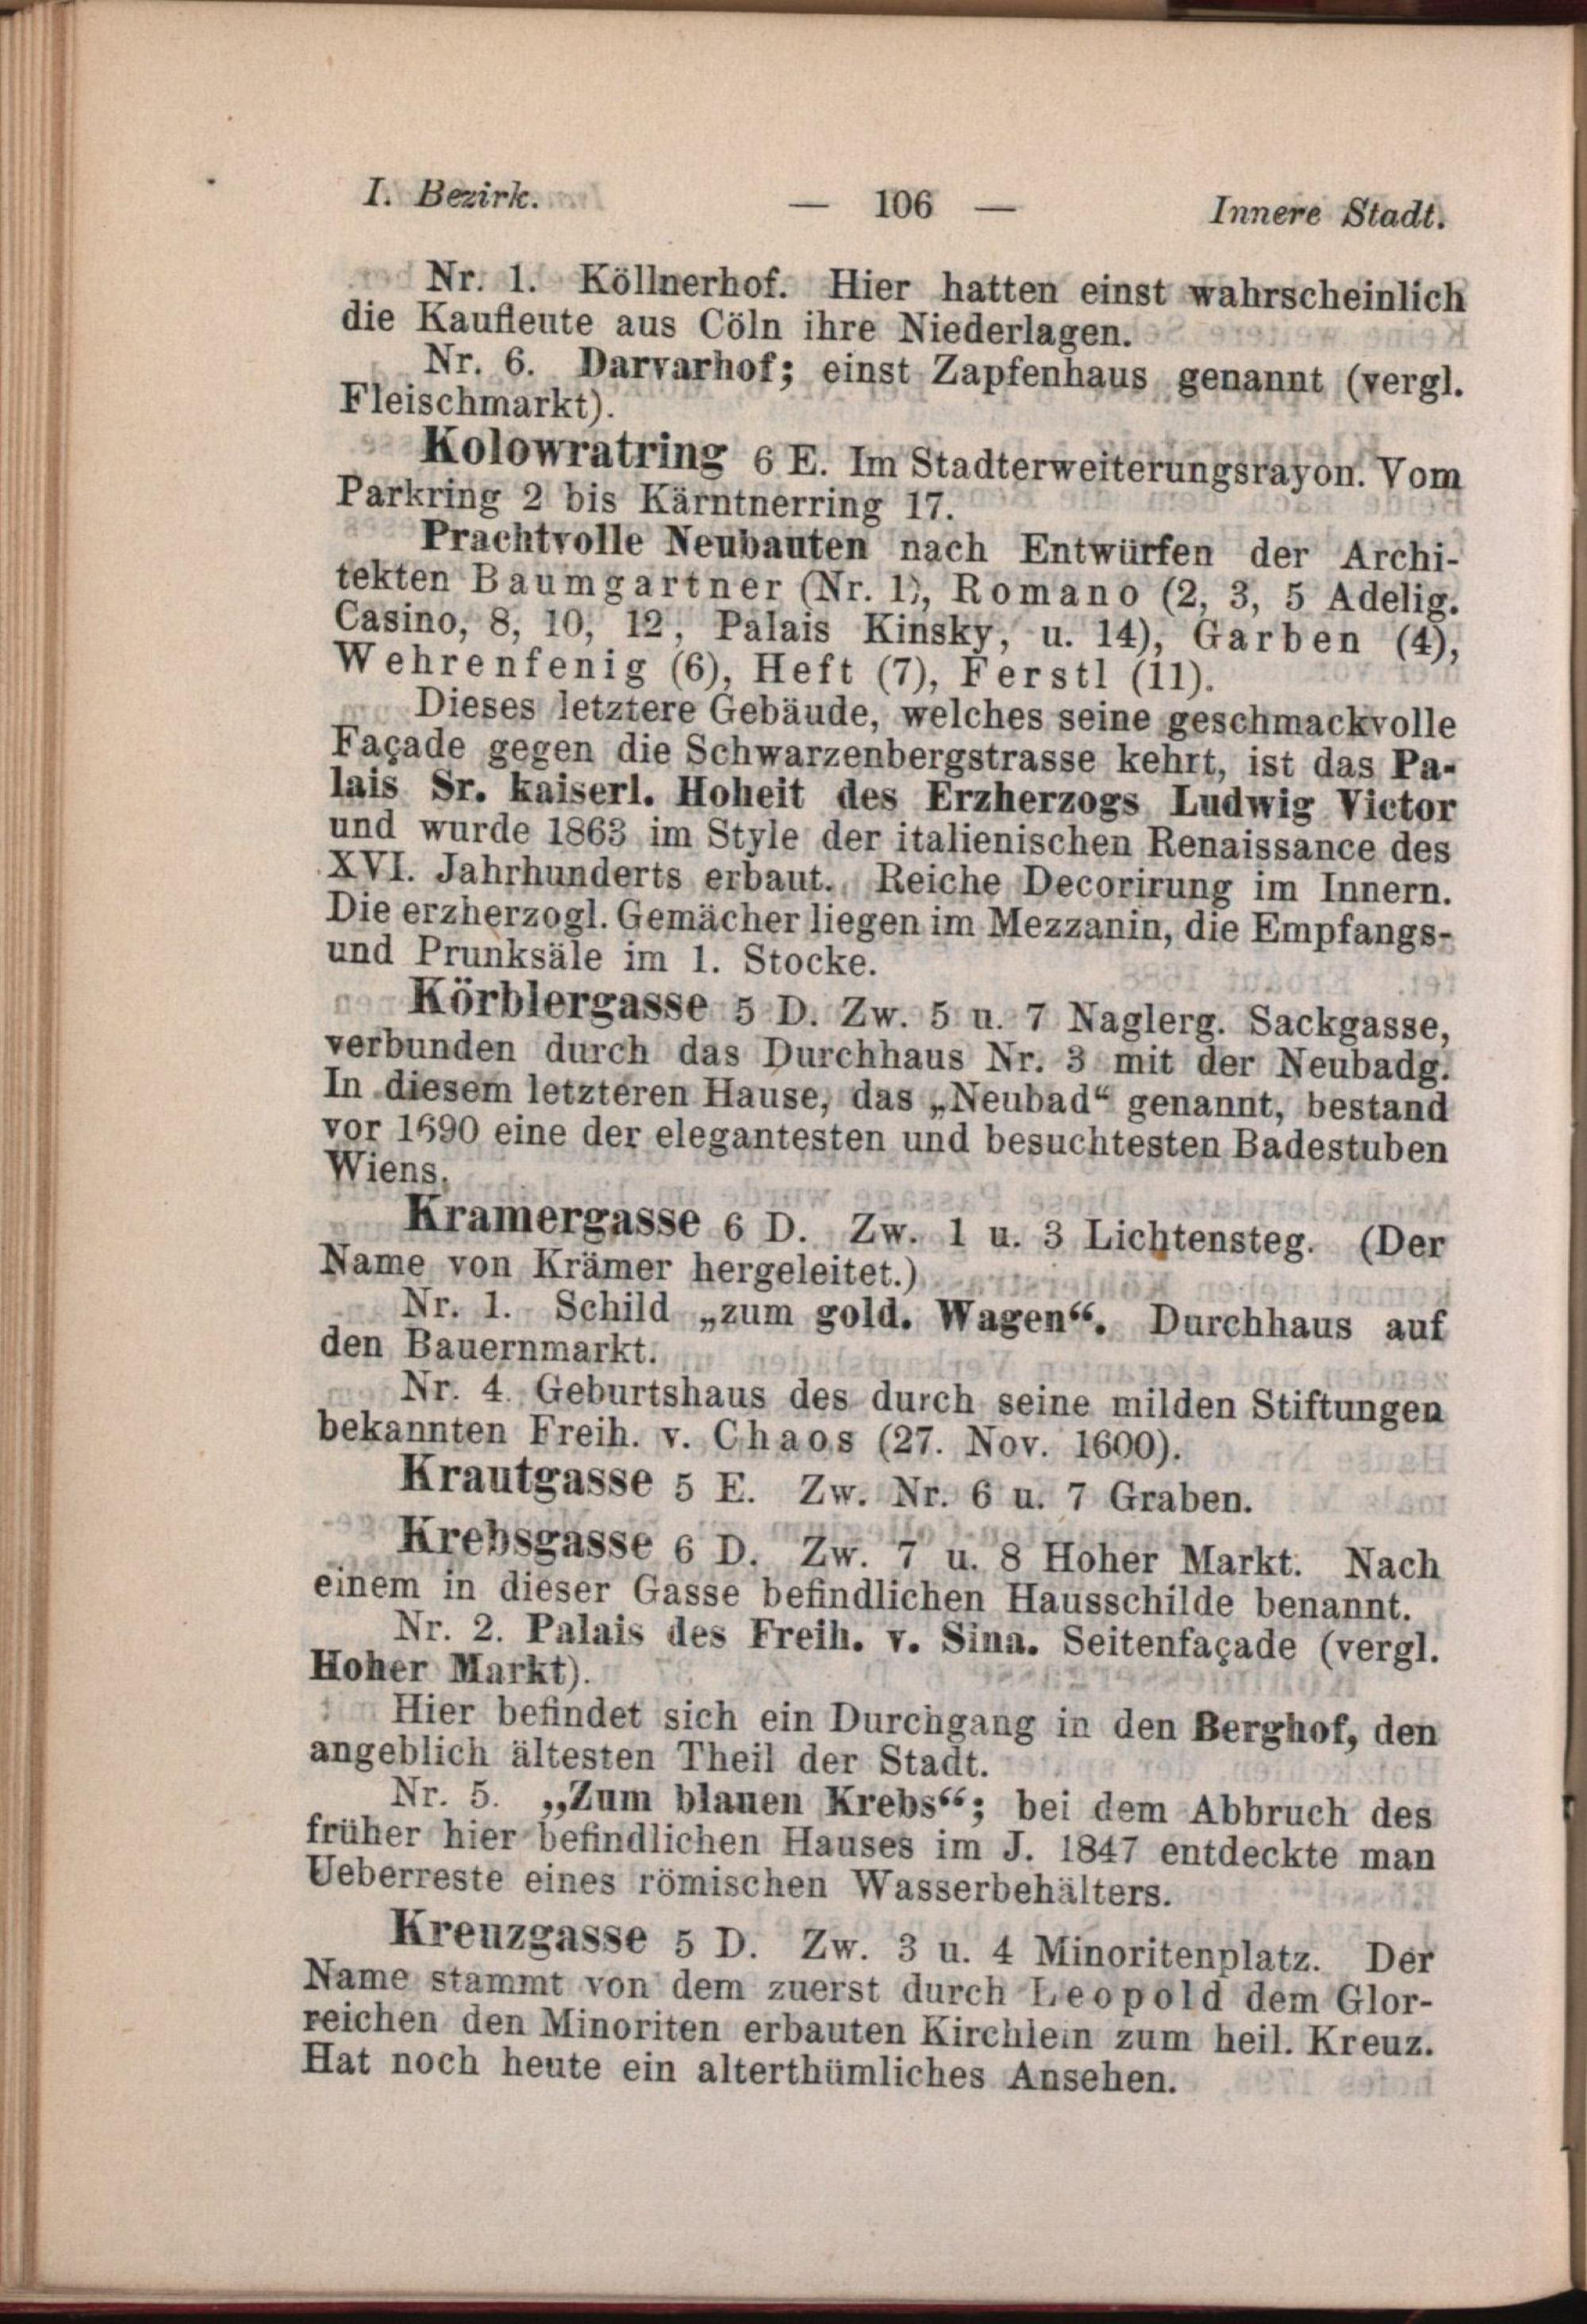 I. Bezirk. — 106 — Innere Stadt.
Nr. 1. Köllnerhof. Hier hatten einst wahrscheinlich
die Kaufleute aus Cöln ihre Niederlagen.
Nr. 6. Darvarhof; einst Zapfenhaus genannt (vergl.
Fleischmarkt).
Kolowratring 6 E. Im Stadterweiterungsrayon. Vom
Parkring 2 bis Kärntnerring 17.
Prachtvolle Neubauten nach Entwürfen der Archi-
tekten Baumgartner (Nr. 1), Romano (2, 3, 5 Adelig.
Casino, 8, 10, 12, Palais Kinsky, u. 14), Garben (4),
Wehrenfenig (6), Heft (7), Ferstl (11).
Dieses letztere Gebäude, welches seine geschmackvolle
Façade gegen die Schwarzenbergstrasse kehrt, ist das Pa-
lais Sr. kaiserl. Hoheit des Erzherzogs Ludwig Victor
und wurde 1863 im Style der italienischen Renaissance des
XVI. Jahrhunderts erbaut. Reiche Decorirung im Innern.
Die erzherzogl. Gemächer liegen im Mezzanin, die Empfangs-
und Prunksäle im 1. Stocke.
Körblergasse 5 D. Zw. 5 u. 7 Naglerg. Sackgasse,
verbunden durch das Durchhaus Nr. 3 mit der Neubadg.
In diesem letzteren Hause, das „Neubad“ genannt, bestand
vor 1690 eine der elegantesten und besuchtesten Badestuben
Wiens.
Kramergasse 6 D. Zw. 1 u. 3 Lichtensteg. (Der
Name von Krämer hergeleitet.)
Nr. 1. Schild „zum gold. Wagen“. Durchhaus auf
den Bauernmarkt.
Nr. 4. Geburtshaus des durch seine milden Stiftungen
bekannten Freih. v. Chaos (27. Nov. 1600).
Krautgasse 5 E. Zw. Nr. 6 u. 7 Graben.
Krebsgasse 6 D. Zw. 7 u. 8 Hoher Markt. Nach
einem in dieser Gasse befindlichen Hausschilde benannt.
Nr. 2. Palais des Freih. v. Sina. Seitenfaçade (vergl.
Hoher Markt).
Hier befindet sich ein Durchgang in den Berghof, den
angeblich ältesten Theil der Stadt.
Nr. 5. „Zum blauen Krebs“; bei dem Abbruch des
früher hier befindlichen Hauses im J. 1847 entdeckte man
Ueberreste eines römischen Wasserbehälters.
Kreuzgasse 5 D. Zw. 3 u. 4 Minoritenplatz. Der
Name stammt von dem zuerst durch Leopold dem Glor-
reichen den Minoriten erbauten Kirchlein zum heil. Kreuz.
Hat noch heute ein alterthümliches Ansehen.